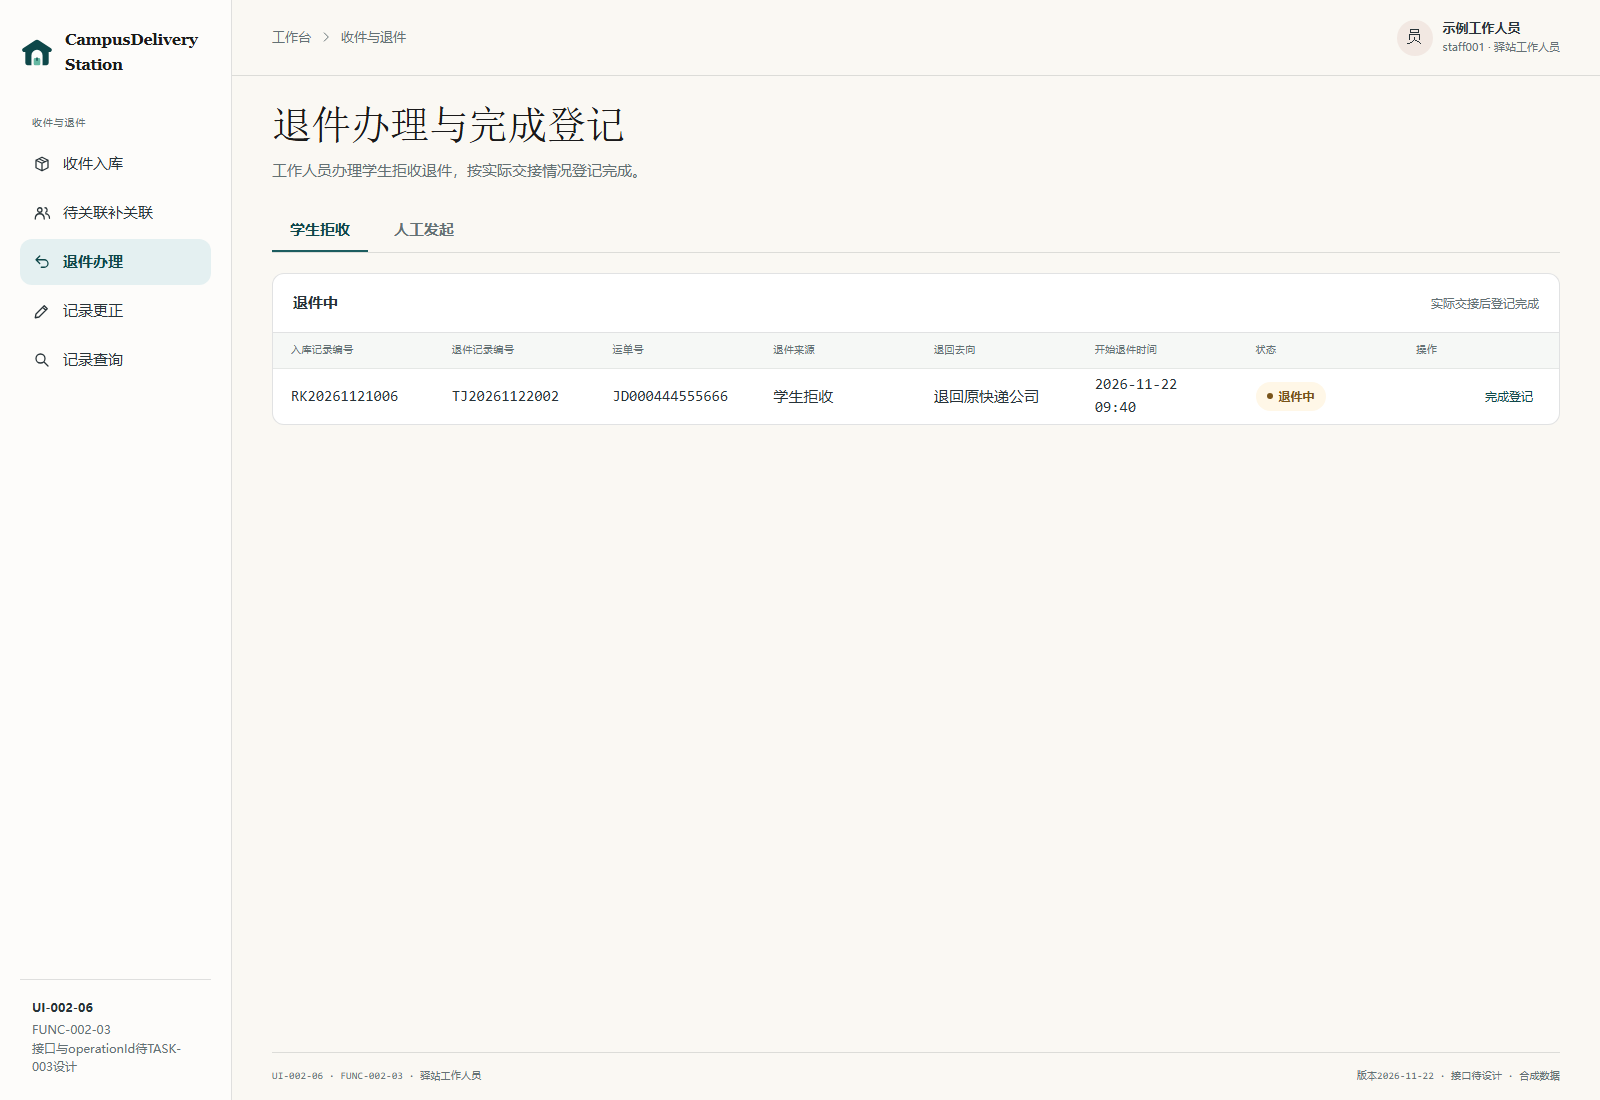 CampusDelivery
Station
收件与退件
收件入库
待关联补关联
退件办理
记录更正
记录查询
UI-002-06
FUNC-002-03
接口与operationId待TASK-
003设计
工作台 > 收件与退件
员
示例工作人员
staff001 · 驿站工作人员
退件办理与完成登记
工作人员办理学生拒收退件，按实际交接情况登记完成。
学生拒收 人工发起
退件中 实际交接后登记完成
入库记录编号 退件记录编号 运单号 退件来源 退回去向 开始退件时间 状态 操作
RK20261121006 TJ20261122002 JD000444555666 学生拒收 退回原快递公司 2026-11-22 09:40 退件中 完成登记
UI-002-06 · FUNC-002-03 · 驿站工作人员 版本2026-11-22 · 接口待设计 · 合成数据